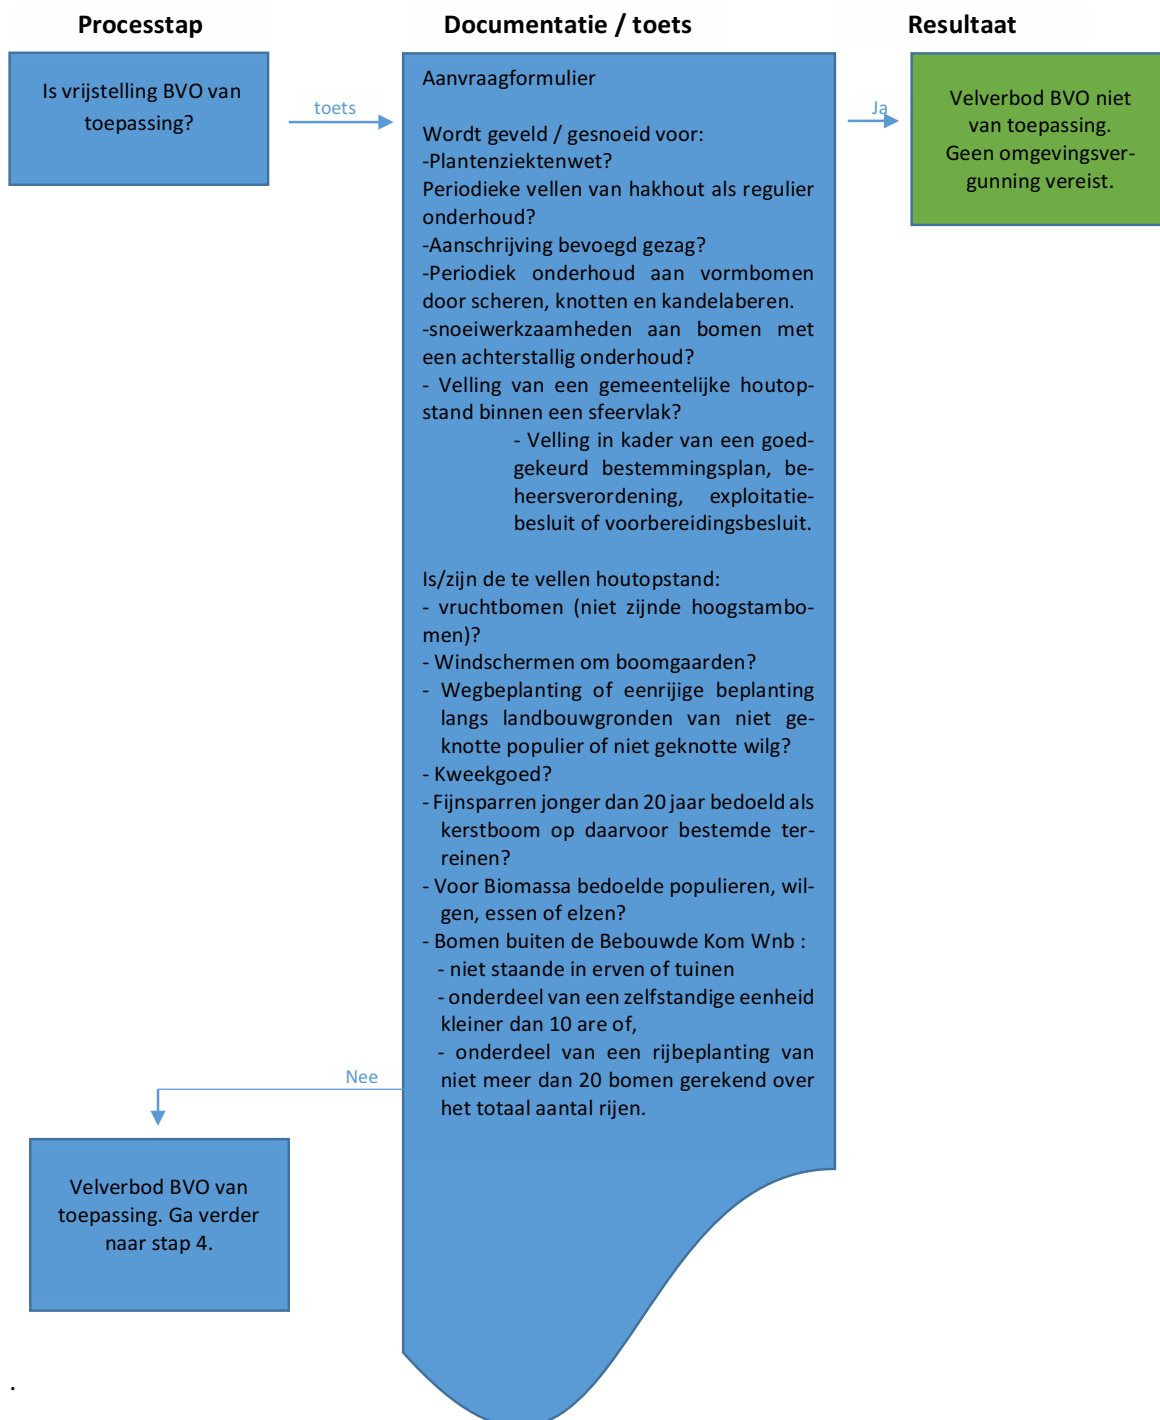 Processtap
Documentatie / toets
Resultaat
Is vrijstelling BVO van
toepassing?
toets
Aanvraagformulier
Wordt geveld / gesnoeid voor:
-Plantenziektenwet?
Periodieke vellen van hakhout als regulier
onderhoud?
-Aanschrijving bevoegd gezag?
-Periodiek onderhoud aan vormbomen
door scheren, knotten en kandelaberen.
-snoeiwerkzaamheden aan bomen met
een achterstallig onderhoud?
- Velling van een gemeentelijke houtop-
stand binnen een sfeervlak?
- Velling in kader van een goed-
gekeurd bestemmingsplan, be-
heersverordening, exploitatie-
besluit of voorbereidingsbesluit.
Is/zijn de te vellen houtopstand:
- vruchtbomen (niet zijnde hoogstambo-
men)?
- Windschermen om boomgaarden?
- Wegbeplanting of eenrijige beplanting
langs landbouwgronden van niet ge-
knotte populier of niet geknotte wilg?
- Kweekgoed?
- Fijnsparren jonger dan 20 jaar bedoeld als
kerstboom op daarvoor bestemde ter-
reinen?
- Voor Biomassa bedoelde populieren, wil-
gen, essen of elzen?
- Bomen buiten de Bebouwde Kom Wnb :
- niet staande in erven of tuinen
- onderdeel van een zelfstandige eenheid
kleiner dan 10 are of,
- onderdeel van een rijbeplanting van
niet meer dan 20 bomen gerekend over
het totaal aantal rijen.
Ja
Velverbod BVO niet
van toepassing.
Geen omgevingsver-
gunning vereist.
Nee
Velverbod BVO van
toepassing. Ga verder
naar stap 4.
.